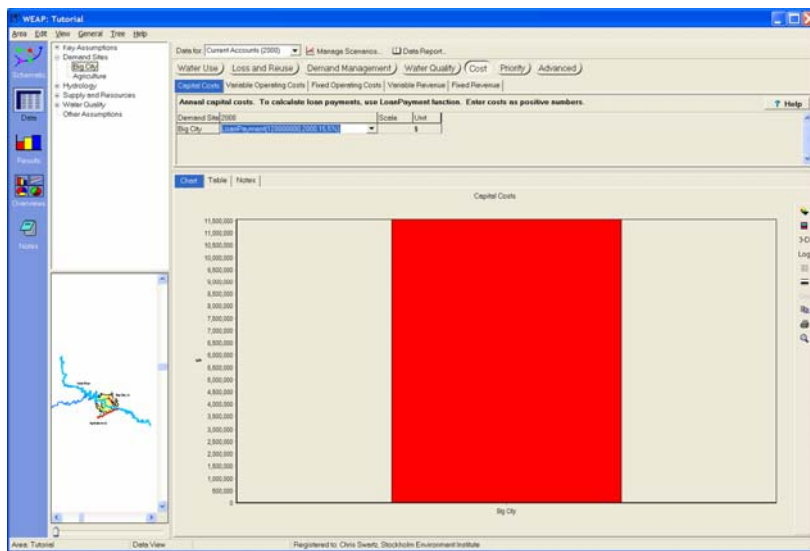 WEAP: Tutorial
Area Edit View General Tree Help
Schematic
Data
Results
Overviews
Notes
Key Assumptions
Demand Sites
Big City
Agriculture
Hydrology
Supply and Resources
Water Quality
Other Assumptions
Data for: Current Accounts (2000) Manage Scenarios... Data Report...
Water Use Loss and Reuse Demand Management Water Quality Cost Priority Advanced
Capital Costs Variable Operating Costs Fixed Operating Costs Variable Revenue Fixed Revenue
Annual capital costs. To calculate loan payments, use LoanPayment function. Enter costs as positive numbers. ? Help
Demand Site 2000 Scale Unit
Big City $
Chart Table Notes
Capital Costs
11,500,000
11,000,000
10,500,000
10,000,000
9,500,000
9,000,000
8,500,000
8,000,000
7,500,000
7,000,000
6,500,000
6,000,000
5,500,000
5,000,000
4,500,000
4,000,000
3,500,000
3,000,000
2,500,000
2,000,000
1,500,000
1,000,000
500,000
0
$
Big City
3-D
Log
Area: Tutorial Data View Registered to: Chris Swartz, Stockholm Environment Institute